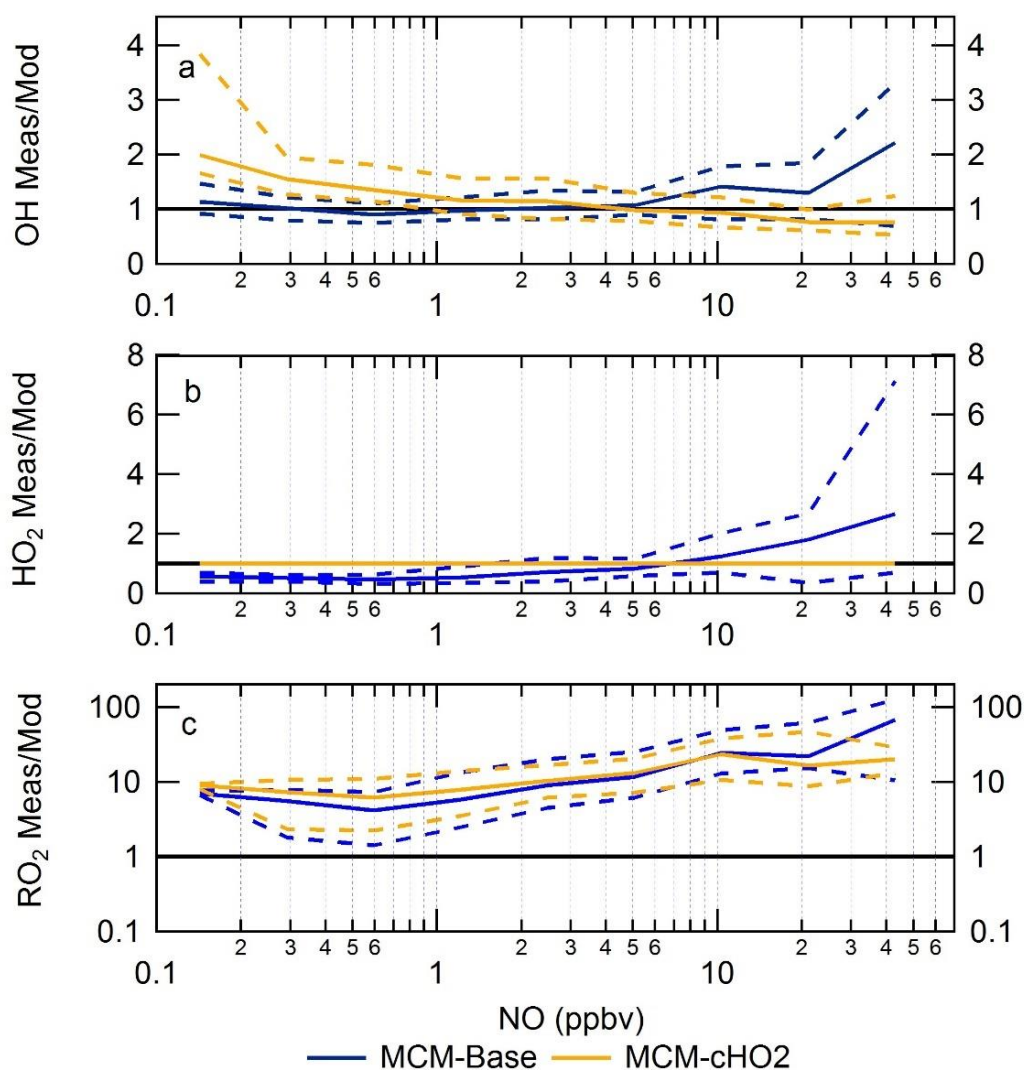 OH Meas/Mod
a
4 4
3 3
2 2
1 1
0 0
2 3 4 5 6 2 3 4 5 6 2 3 4 5 6
0.1 1 10
HO2 Meas/Mod
b
8 8
6 6
4 4
2 2
0 0
2 3 4 5 6 2 3 4 5 6 2 3 4 5 6
0.1 1 10
RO2 Meas/Mod
c
100 100
10 10
1 1
0.1 0.1
2 3 4 5 6 2 3 4 5 6 2 3 4 5 6
0.1 1 10
NO (ppbv)
MCM-Base MCM-cHO2